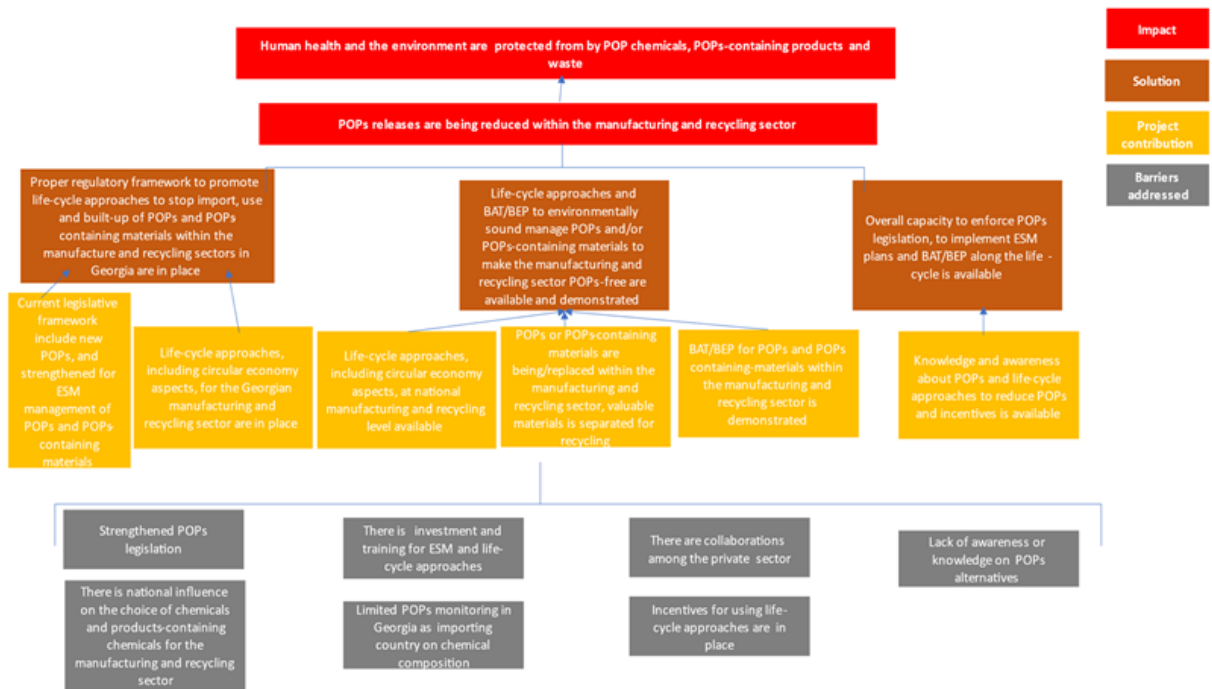 Human health and the environment are protected from by POP chemicals, POPs-containing products and
waste
Impact
Solution
Project
contribution
Barriers
addressed
POPs releases are being reduced within the manufacturing and recycling sector
Proper regulatory framework to promote
life-cycle approaches to stop import, use
and built-up of POPs and POPs
containing materials within the
manufacture and recycling sectors in
Georgia are in place
Life-cycle approaches and
BAT/BEP to environmentally
sound manage POPs and/or
POPs-containing materials to
make the manufacturing and
recycling sector POPs-free are
available and demonstrated
Overall capacity to enforce POPs
legislation, to implement ESM
plans and BAT/BEP along the life -
cycle is available
Current legislative
framework
include new
POPs, and
strengthened for
ESM
management of
POPs and POPs-
containing
materials
Life-cycle approaches,
including circular economy
aspects, for the Georgian
manufacturing and
recycling sector are in place
Life-cycle approaches,
including circular economy
aspects, at national
manufacturing and recycling
level available
POPs or POPs-containing
materials are
being/replaced within the
manufacturing and
recycling sector, valuable
materials is separated for
recycling
BAT/BEP for POPs and POPs
containing-materials within
the manufacturing and
recycling sector is
demonstrated
Knowledge and awareness
about POPs and life-cycle
approaches to reduce POPs
and incentives is available
Strengthened POPs
legislation
There is investment and
training for ESM and life-
cycle approaches
There are collaborations
among the private sector
Lack of awareness or
knowledge on POPs
alternatives
There is national influence
on the choice of chemicals
and products-containing
chemicals for the
manufacturing and recycling
sector
Limited POPs monitoring in
Georgia as importing
country on chemical
composition
Incentives for using life-
cycle approaches are in
place